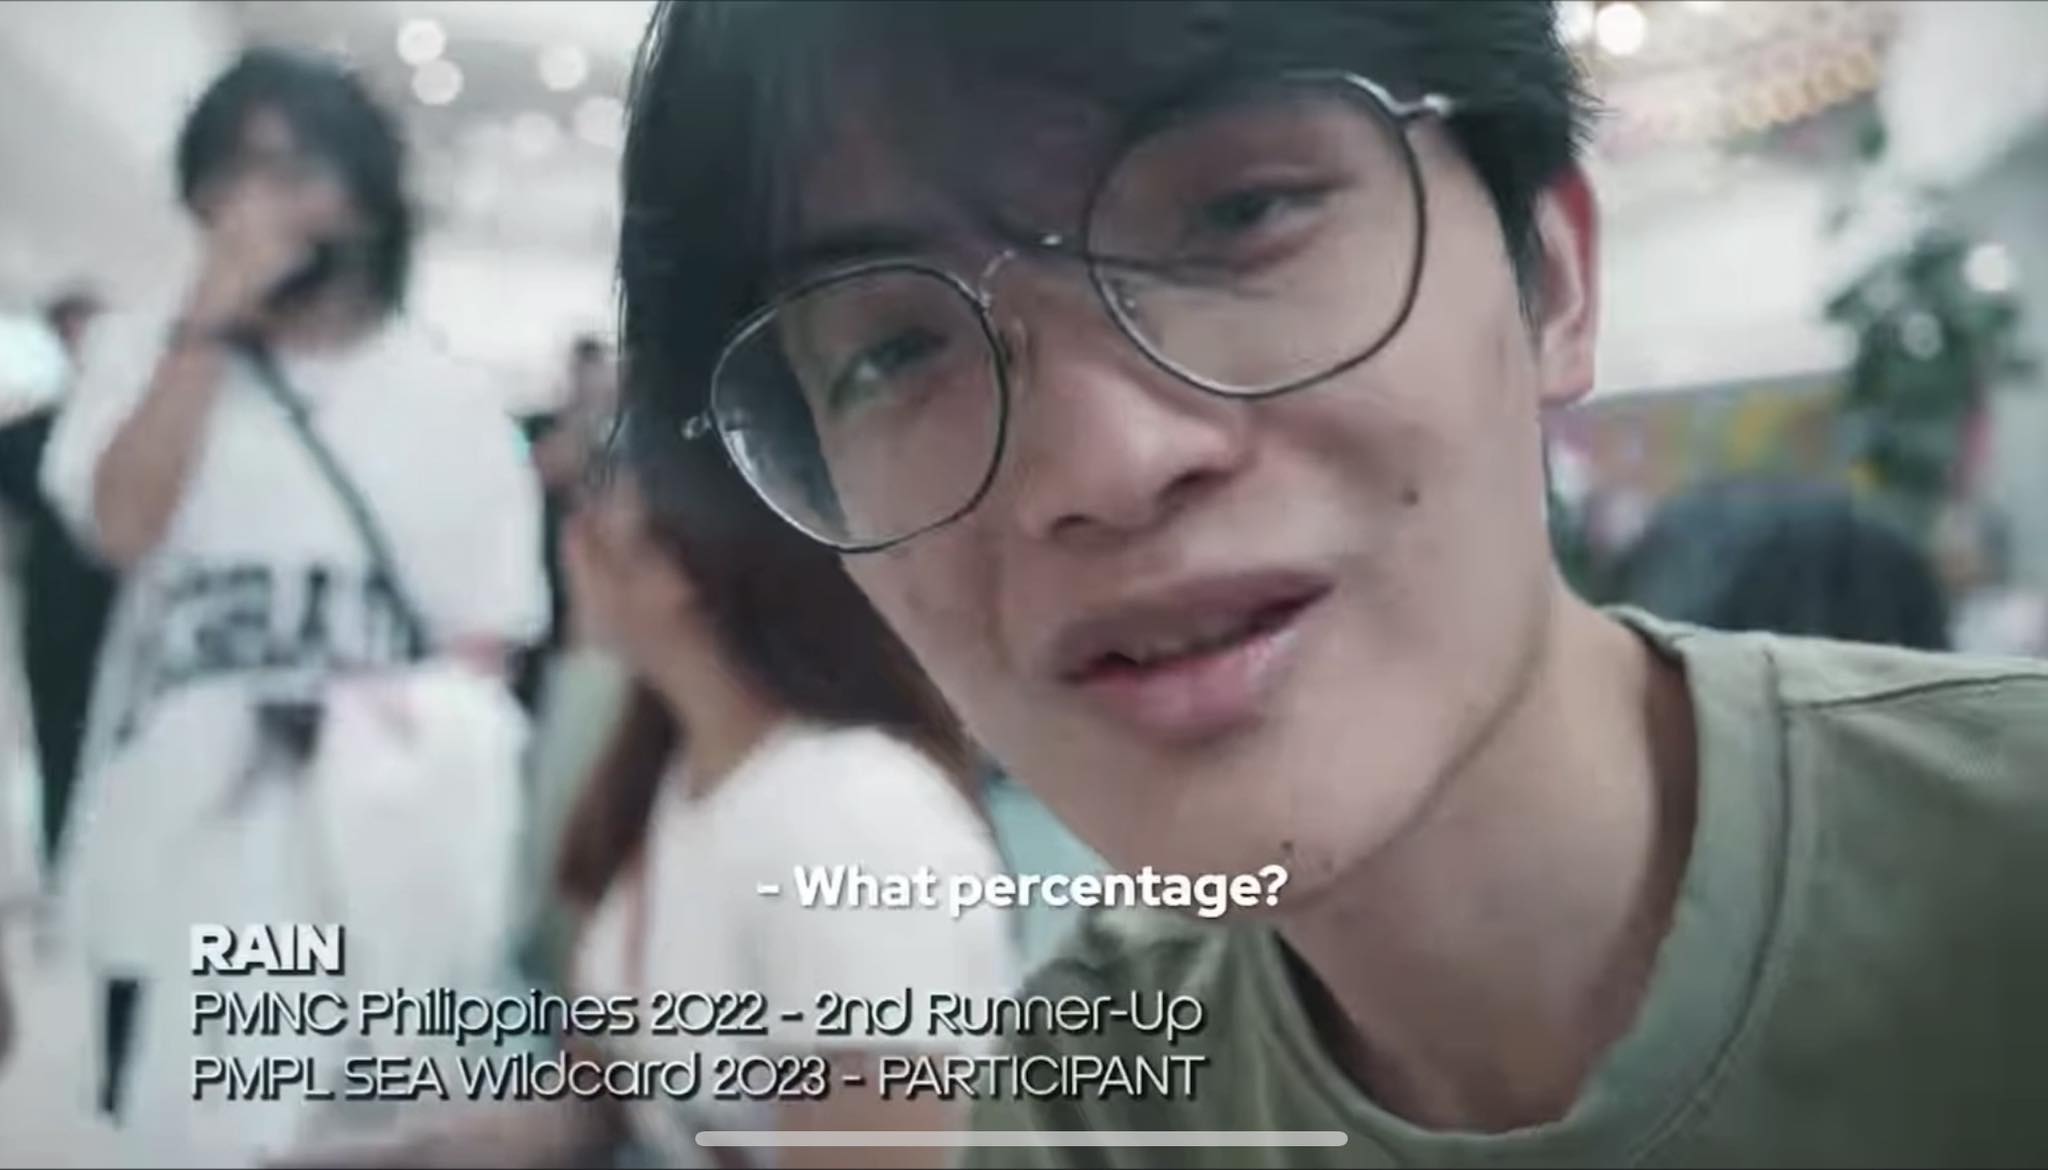 - What percentage?
RAIN
PMNC Philippines 2022 - 2nd Runner-Up
PMPL SEA Wildcard 2023 - PARTICIPANT